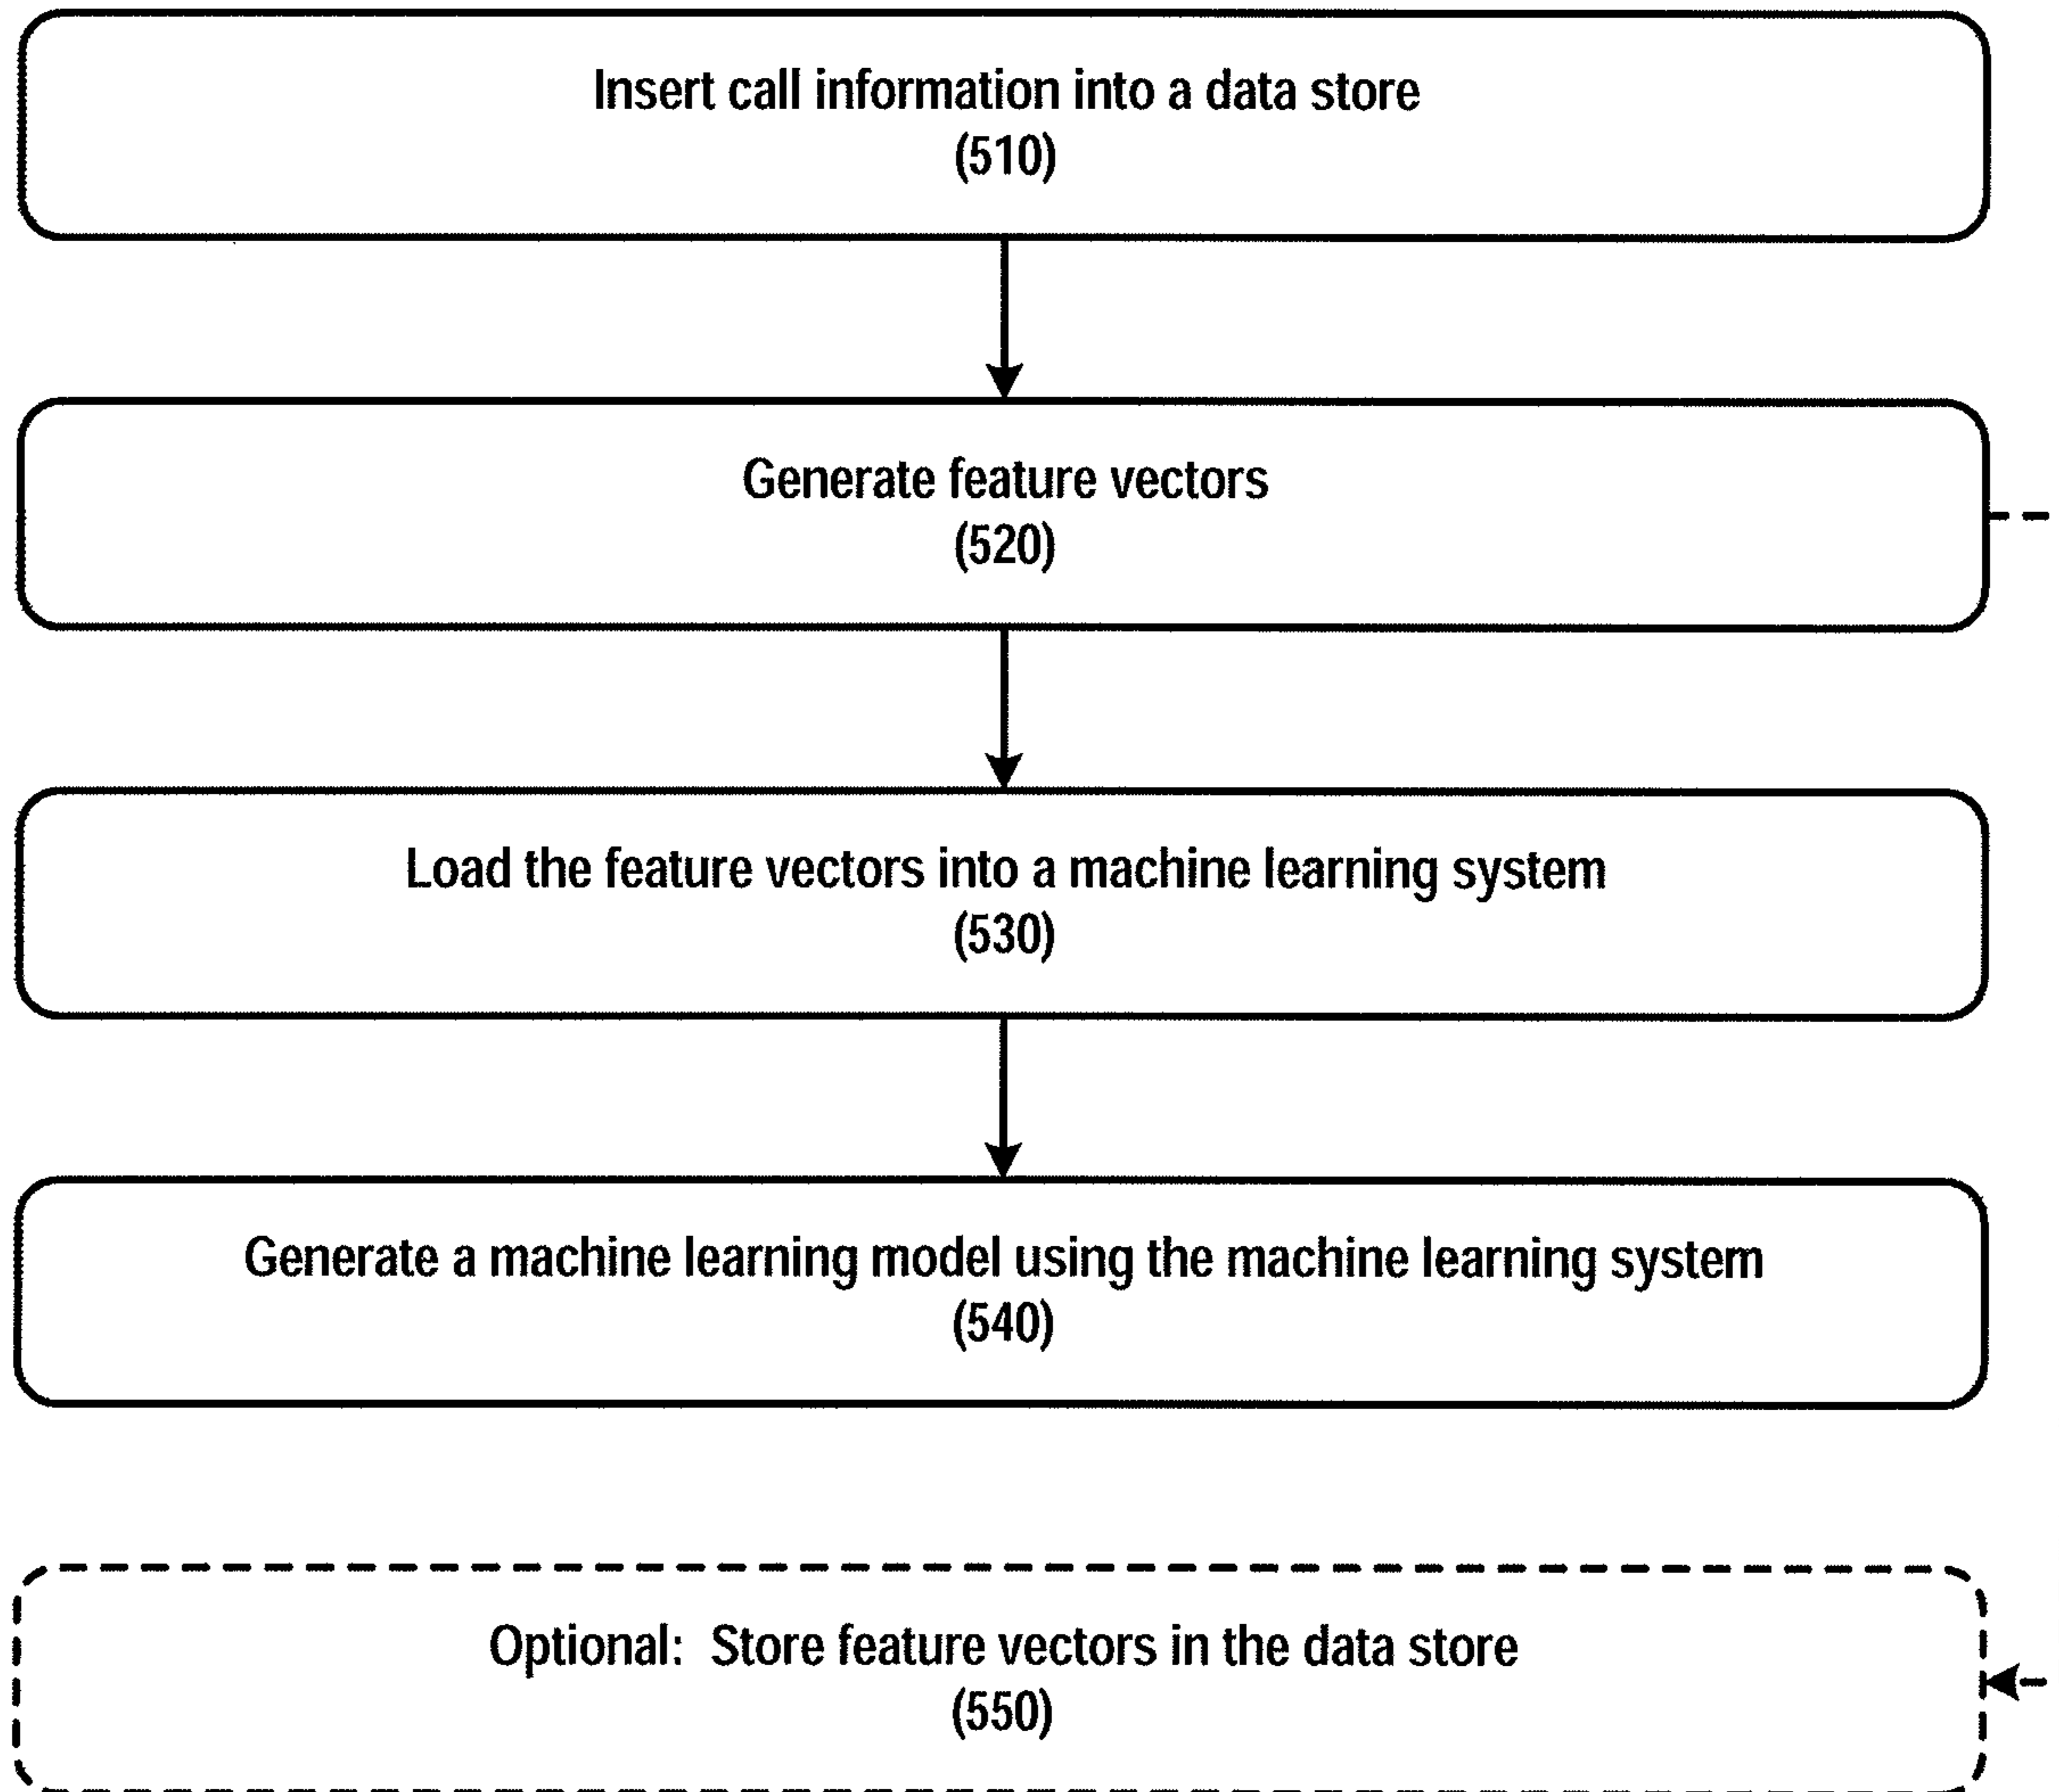 Insert call information into a data store
(510)
Generate feature vectors
(520)
Load the feature vectors into a machine learning system
(530)
Generate a machine learning model using the machine learning system
(540)
Optional: Store feature vectors in the data store
(550)